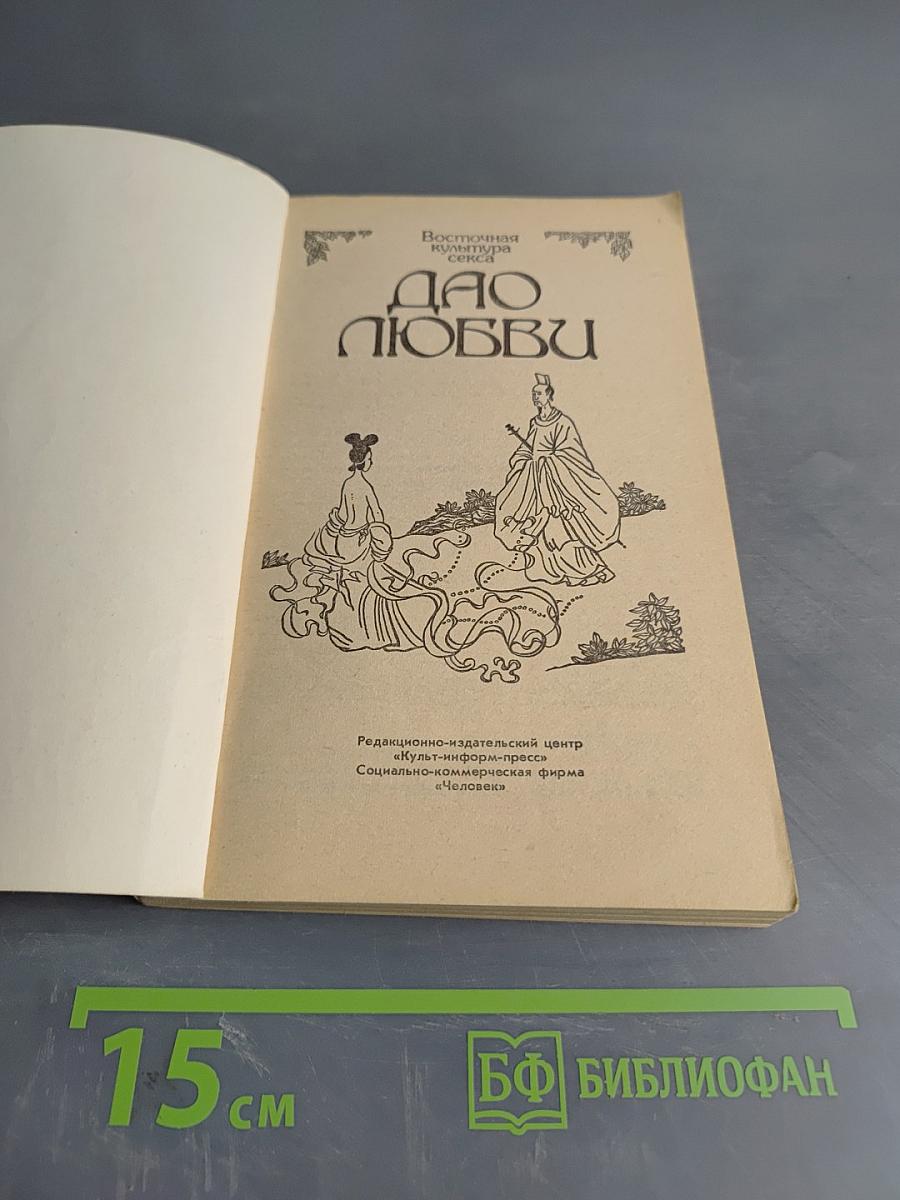 Восточная
культура
секса
ДАО
ЛЮБВИ
Редакционно-издательский центр
«Культ-информ-пресс»
Социально-коммерческая фирма
«Человек»
15 см
БФ БИБЛИОФАН